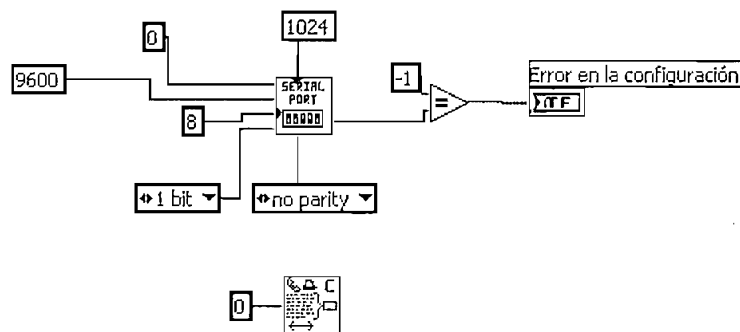 0
1024
9600
SERIAL
PORT
8
-1
=
Error en la configuración
TF
1 bit
no parity
0
C